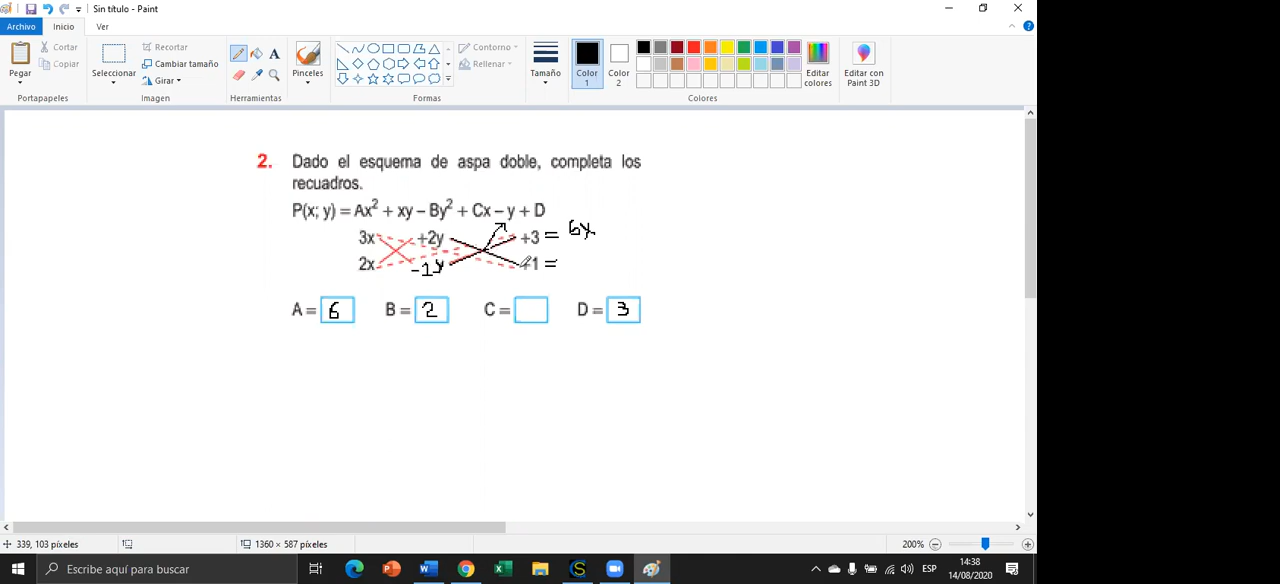 Sin título - Paint
Archivo Inicio Ver
Pegar
Cortar
Copiar
Portapapeles
Seleccionar
Recortar
Cambiar tamaño
Girar
Imagen
A
Herramientas
Pinceles
Contorno
Rellenar
Formas
Tamaño
Color 1
Color 2
Editar colores
Editar con Paint 3D
Colores
2. Dado el esquema de aspa doble, completa los
recuadros.
P(x; y) = Ax² + xy – By² + Cx – y + D
3x +2y +3 = 6x
2x -1y +1 =
A = 6 B = 2 C = D = 3
339, 103 píxeles 1360 × 587 píxeles 200%
Escribe aquí para buscar
ESP
14:38
14/08/2020